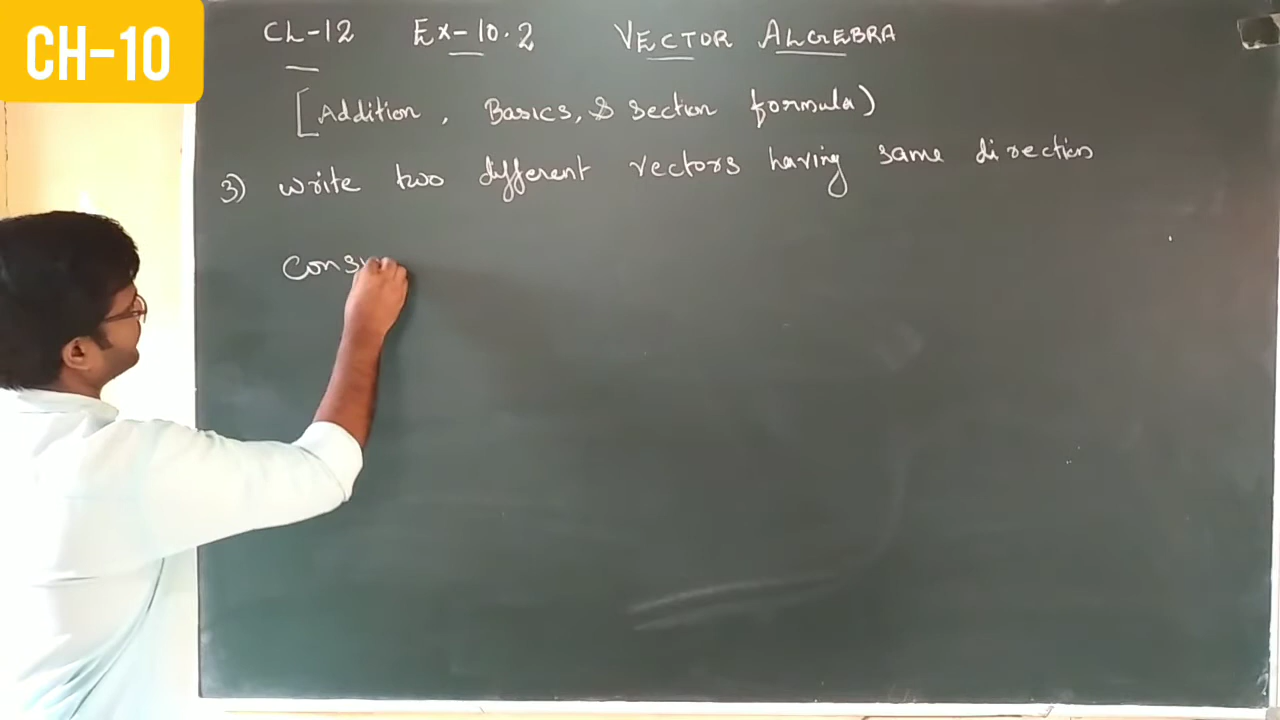 CH-10
CL-12 Ex-10.2 VECTOR ALGEBRA
[Addition, Basics, & section formula)
3) write two different vectors having same direction
Cons